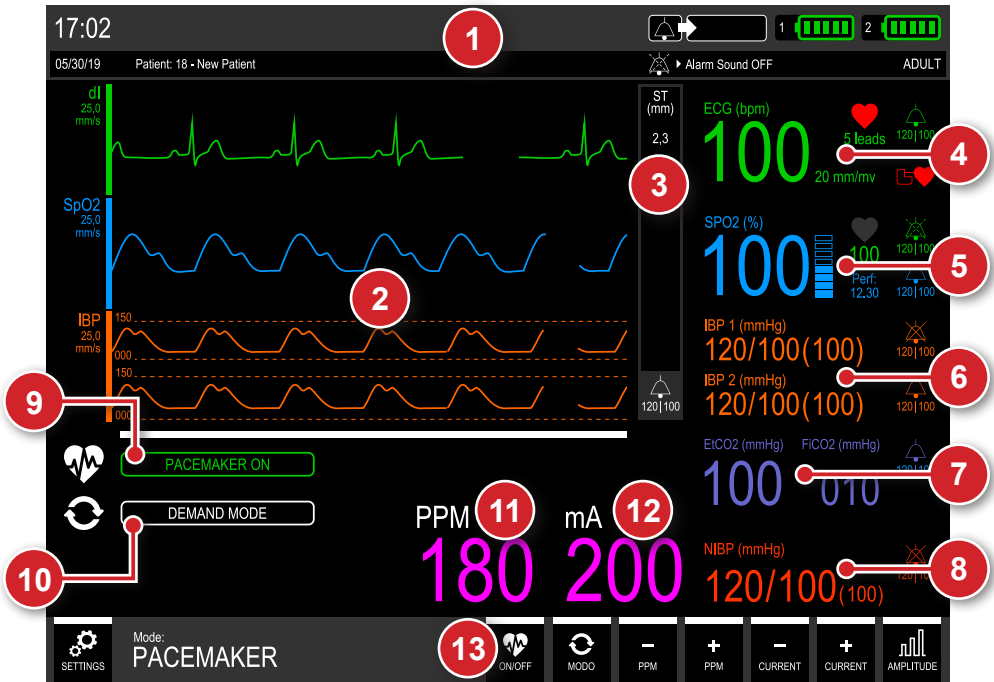 17:02
1
1
2
05/30/19
Patient: 18 - New Patient
Alarm Sound OFF
ADULT
dI
25,0
mm/s
ST
(mm)
2,3
3
ECG (bpm)
100
5 leads
20 mm/mv
120|100
4
SpO2
25,0
mm/s
2
SPO2 (%)
100
100
Perf:
12.30
120|100
120|100
5
IBP
25,0
mm/s
150
000
150
000
120|100
IBP 1 (mmHg)
120/100(100)
120|100
IBP 2 (mmHg)
120/100(100)
120|100
6
9
PACEMAKER ON
10
DEMAND MODE
PPM
11
180
mA
12
200
EtCO2 (mmHg)
FiCO2 (mmHg)
100
010
7
NIBP (mmHg)
120/100(100)
8
SETTINGS
Mode:
PACEMAKER
13
ON/OFF
MODO
−
PPM
+
PPM
−
CURRENT
+
CURRENT
AMPLITUDE